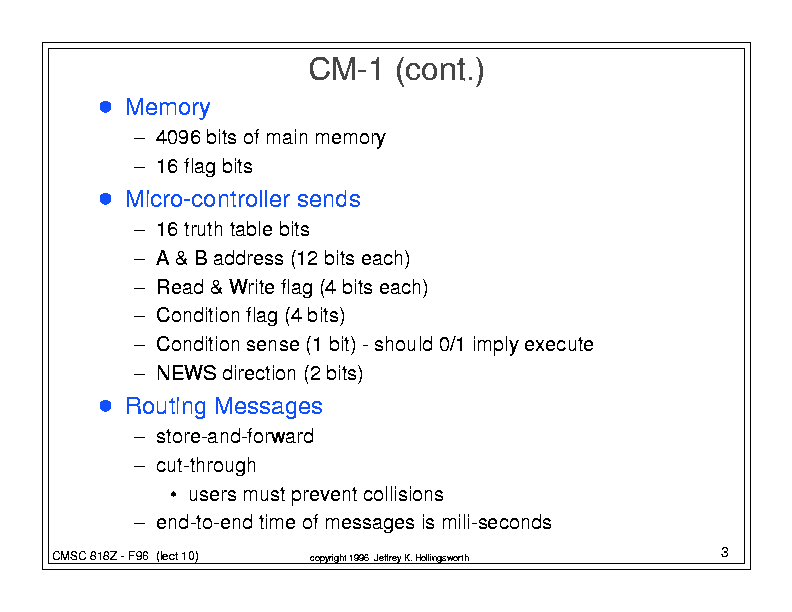 CM-1 (cont.)
● Memory
– 4096 bits of main memory
– 16 flag bits
● Micro-controller sends
– 16 truth table bits
– A & B address (12 bits each)
– Read & Write flag (4 bits each)
– Condition flag (4 bits)
– Condition sense (1 bit) - should 0/1 imply execute
– NEWS direction (2 bits)
● Routing Messages
– store-and-forward
– cut-through
• users must prevent collisions
– end-to-end time of messages is mili-seconds
CMSC 818Z - F96 (lect 10)
copyright 1996 Jeffrey K. Hollingsworth
3